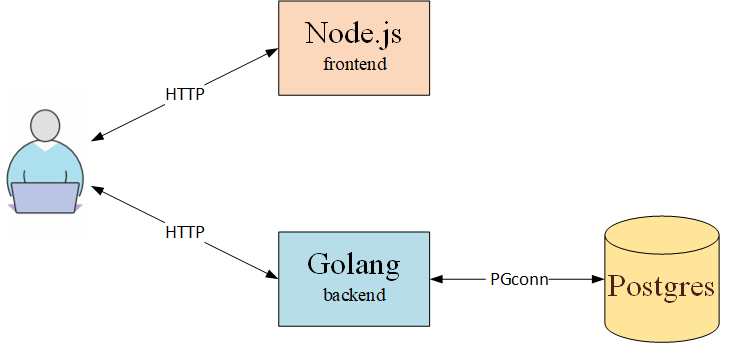 Node.js
frontend
HTTP
HTTP
Golang
backend
PGconn
Postgres